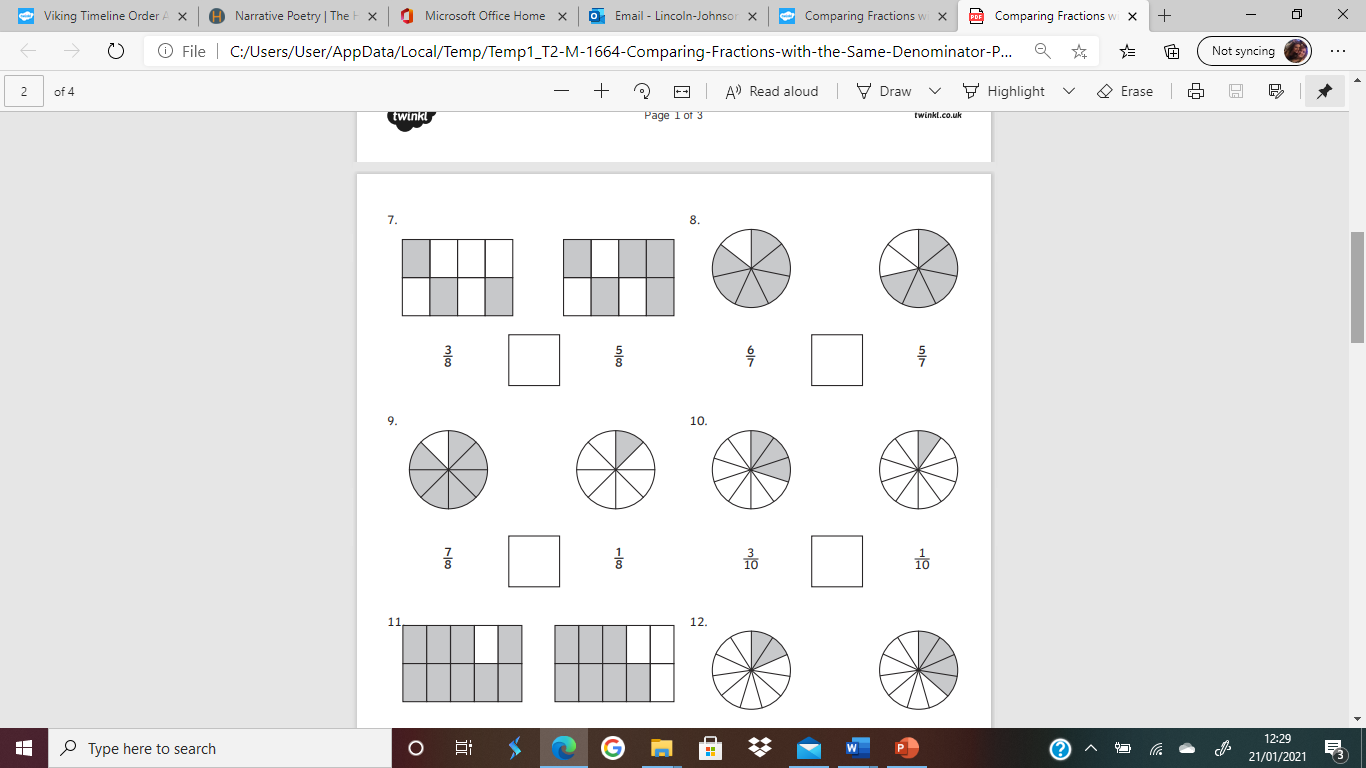 Viking Timeline Order A
Narrative Poetry | The H
Microsoft Office Home
Email - Lincoln-Johnson
Comparing Fractions wi
PDF
Comparing Fractions wi
File
C:/Users/User/AppData/Local/Temp/Temp1_T2-M-1664-Comparing-Fractions-with-the-Same-Denominator-P...
Not syncing
2 of 4
A Read aloud
Draw
Highlight
Erase
twinkl
Page 1 of 3
twinkl.co.uk
7.
8.
3/8
5/8
6/7
5/7
9.
10.
7/8
1/8
3/10
1/10
11.
12.
Type here to search
12:29
21/01/2021
3